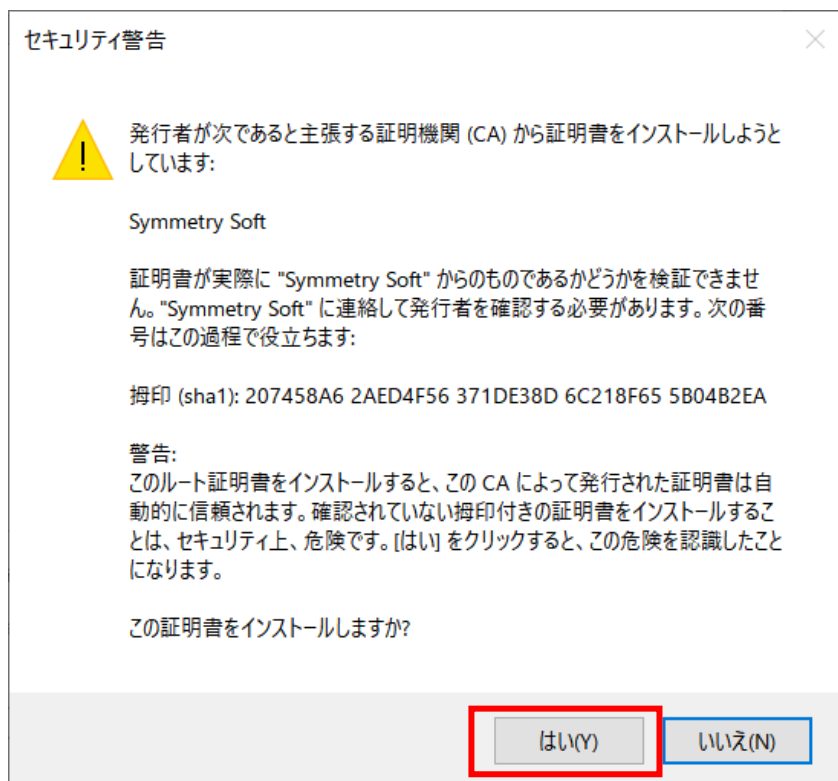 セキュリティ警告
発行者が次であると主張する証明機関 (CA) から証明書をインストールしようと
しています:
Symmetry Soft
証明書が実際に "Symmetry Soft" からのものであるかどうかを検証できませ
ん。"Symmetry Soft" に連絡して発行者を確認する必要があります。次の番
号はこの過程で役立ちます:
拇印 (sha1): 207458A6 2AED4F56 371DE38D 6C218F65 5B04B2EA
警告:
このルート証明書をインストールすると、この CA によって発行された証明書は自
動的に信頼されます。確認されていない拇印付きの証明書をインストールするこ
とは、セキュリティ上、危険です。[はい] をクリックすると、この危険を認識したこと
になります。
この証明書をインストールしますか?
はい(Y) いいえ(N)